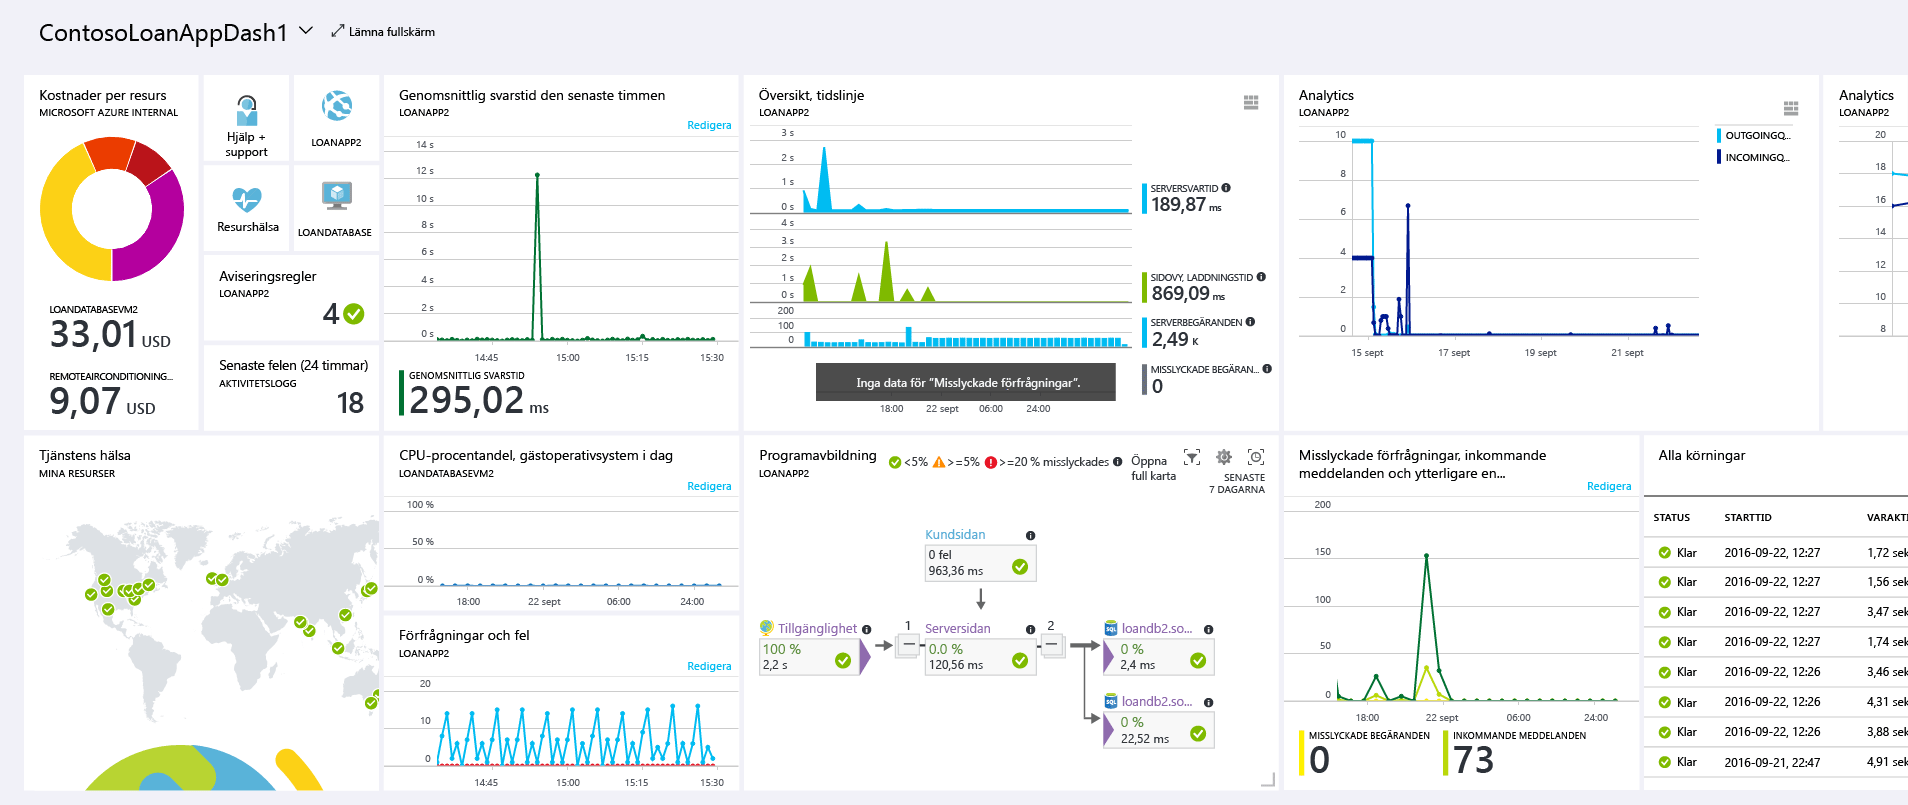 ContosoLoanAppDash1
Lämna fullskärm
Kostnader per resurs
MICROSOFT AZURE INTERNAL
LOANDATABASEVM2
33,01 USD
REMOTEAIRCONDITIONING...
9,07 USD
Hjälp +
support
LOANAPP2
Resurshälsa
LOANDATABASE
Aviseringsregler
LOANAPP2
4
Senaste felen (24 timmar)
AKTIVITETSLOGG
18
Genomsnittlig svarstid den senaste timmen
LOANAPP2
Redigera
14 s
12 s
10 s
8 s
6 s
4 s
2 s
0 s
14:45 15:00 15:15 15:30
GENOMSNITTLIG SVARSTID
295,02 ms
Översikt, tidslinje
LOANAPP2
3 s
2 s
1 s
0 s
4 s
3 s
2 s
1 s
0 s
200
100
0
Inga data för "Misslyckade förfrågningar".
18:00 22 sept 06:00 24:00
SERVERSVARTID
189,87 ms
SIDOVY, LADDNINGSTID
869,09 ms
SERVERBEGÄRANDEN
2,49 K
MISSLYCKADE BEGÄRAN...
0
Analytics
LOANAPP2
10
8
6
4
2
0
15 sept 17 sept 19 sept 21 sept
OUTGOINGQ...
INCOMINGQ...
Analytics
LOANAPP2
20
18
16
14
12
10
8
Tjänstens hälsa
MINA RESURSER
CPU-procentandel, gästoperativsystem i dag
LOANDATABASEVM2
Redigera
100 %
50 %
0 %
18:00 22 sept 06:00 24:00
Förfrågningar och fel
LOANAPP2
Redigera
20
10
0
14:45 15:00 15:15 15:30
Programavbildning
LOANAPP2
<5% >=5% >=20 % misslyckades
Öppna
full karta
SENASTE
7 DAGARNA
Kundsidan
0 fel
963,36 ms
Tillgänglighet
100 %
2,2 s
1
Serversidan
0.0 %
120,56 ms
2
loandb2.so...
0 %
2,4 ms
loandb2.so...
0 %
22,52 ms
Misslyckade förfrågningar, inkommande
meddelanden och ytterligare en...
Redigera
200
150
100
50
0
18:00 22 sept 06:00 24:00
MISSLYCKADE BEGÄRANDEN
0
INKOMMANDE MEDDELANDEN
73
Alla körningar
STATUS STARTTID VARAKTI
Klar 2016-09-22, 12:27 1,72 sek
Klar 2016-09-22, 12:27 1,56 sek
Klar 2016-09-22, 12:27 3,47 sek
Klar 2016-09-22, 12:27 1,74 sek
Klar 2016-09-22, 12:26 3,46 sek
Klar 2016-09-22, 12:26 4,31 sek
Klar 2016-09-22, 12:26 3,88 sek
Klar 2016-09-21, 22:47 4,91 sek